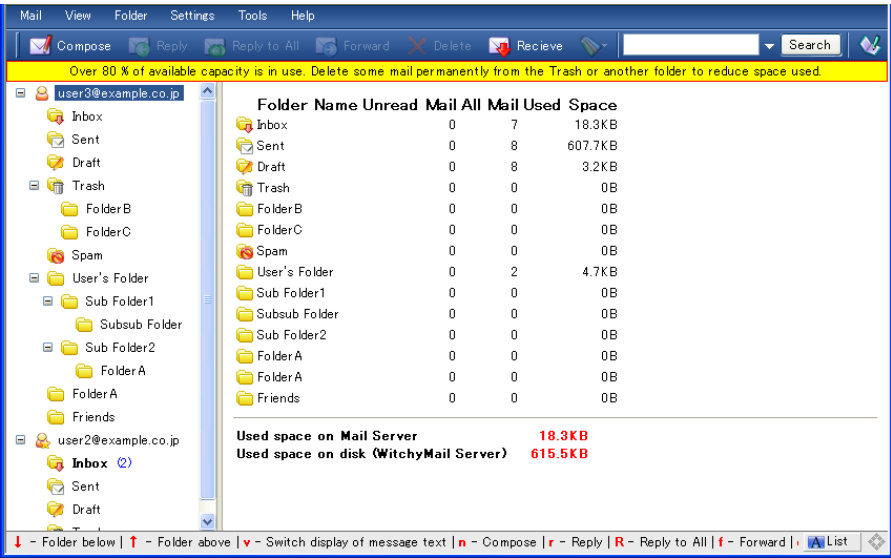 Mail View Folder Settings Tools Help
Compose Reply Reply to All Forward Delete Recieve Search
Over 80 % of available capacity is in use. Delete some mail permanently from the Trash or another folder to reduce space used.
user3@example.co.jp
Inbox
Sent
Draft
Trash
FolderB
FolderC
Spam
User's Folder
Sub Folder1
Subsub Folder
Sub Folder2
FolderA
FolderA
Friends
user2@example.co.jp
Inbox (2)
Sent
Draft
Folder Name Unread Mail All Mail Used Space
Inbox 0 7 18.3KB
Sent 0 8 607.7KB
Draft 0 8 3.2KB
Trash 0 0 0B
FolderB 0 0 0B
FolderC 0 0 0B
Spam 0 0 0B
User's Folder 0 2 4.7KB
Sub Folder1 0 0 0B
Subsub Folder 0 0 0B
Sub Folder2 0 0 0B
FolderA 0 0 0B
FolderA 0 0 0B
Friends 0 0 0B
Used space on Mail Server 18.3KB
Used space on disk (WitchyMail Server) 615.5KB
↓ - Folder below | ↑ - Folder above | v - Switch display of message text | n - Compose | r - Reply | R - Reply to All | f - Forward | A List